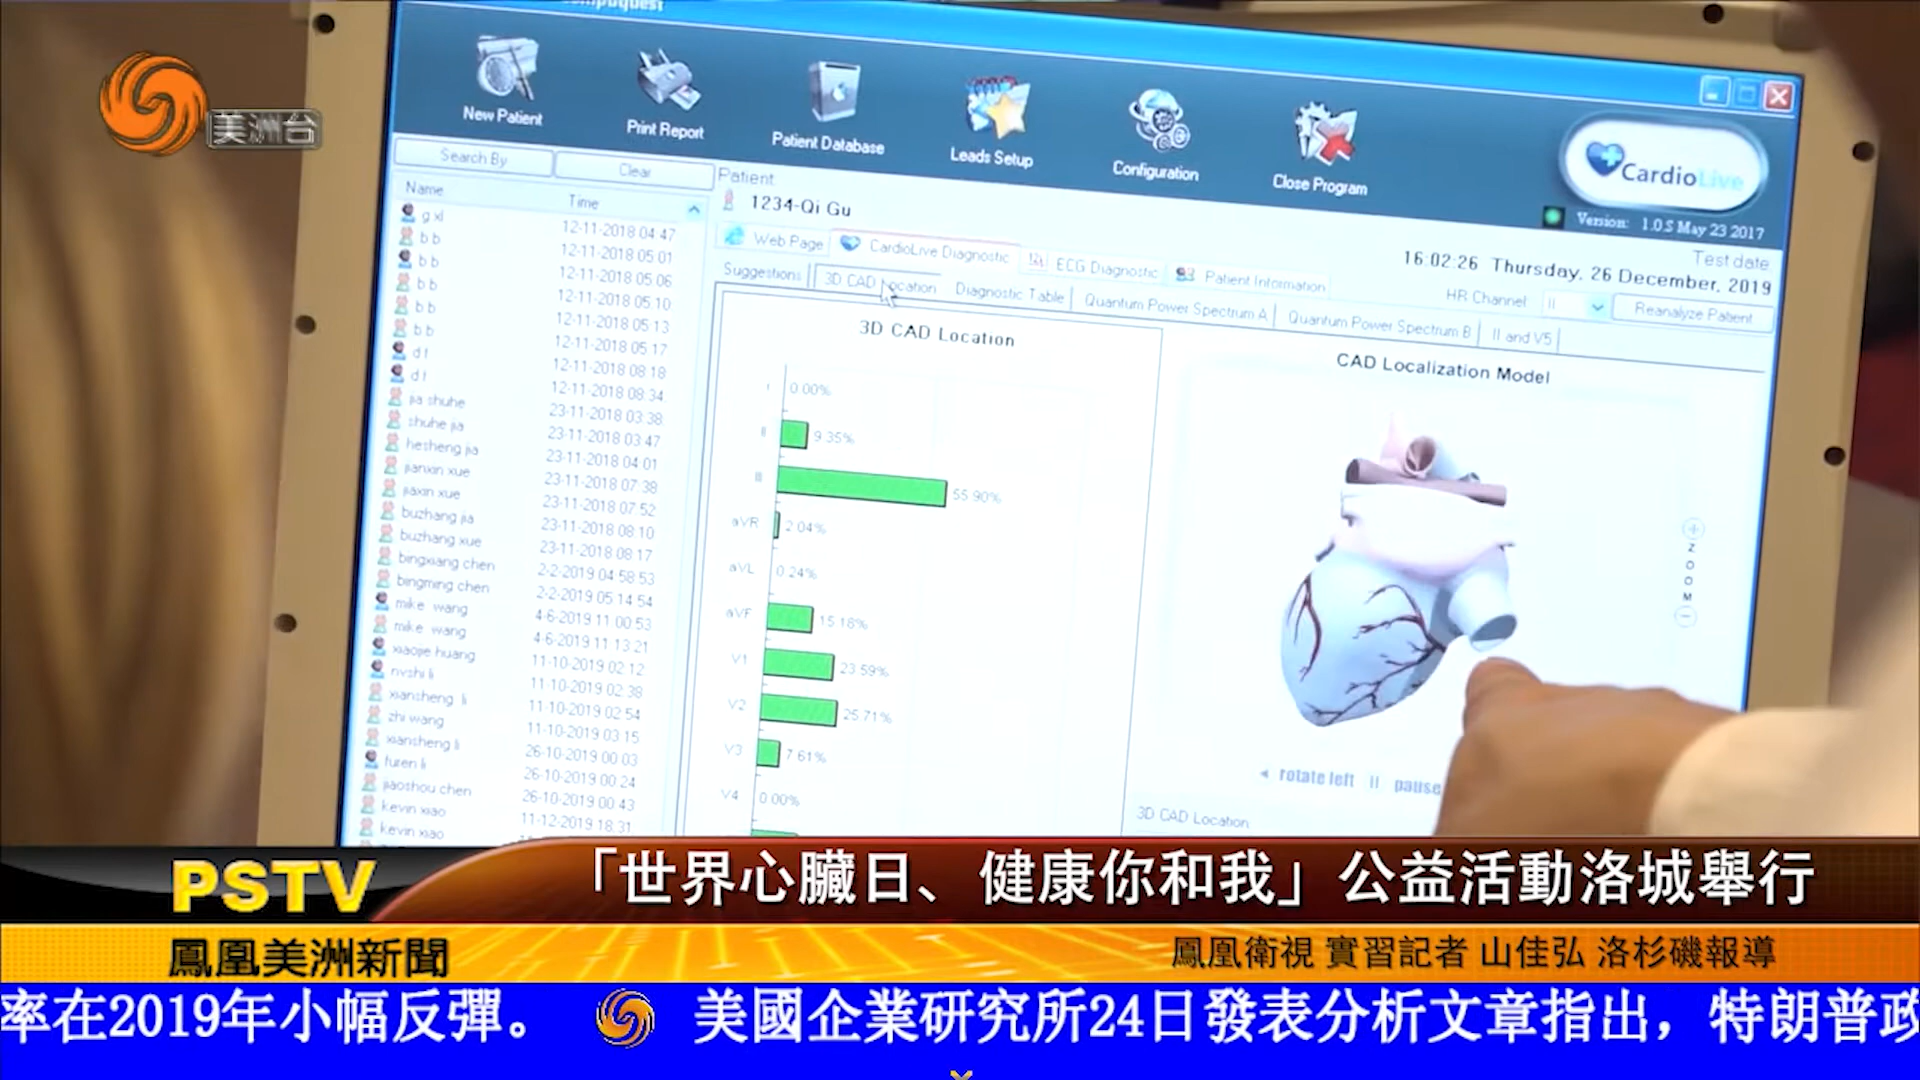 美洲台
New Patient
Print Report
Patient Database
Leads Setup
Configuration
Close Program
CardioLive
Version: 1.0.S May 23 2017
Search By
Clear
Name
Time
Patient
1234-Qi Gu
Web Page
CardioLive Diagnostic
ECG Diagnostic
Patient Information
Test date:
16:02:26 Thursday, 26 December, 2019
HR Channel
II
Reanalyze Patient
Suggestions
3D CAD Location
Diagnostic Table
Quantum Power Spectrum A
Quantum Power Spectrum B
II and V5
g xl 12-11-2018 04:47
b b 12-11-2018 05:01
b b 12-11-2018 05:06
b b 12-11-2018 05:10
b b 12-11-2018 05:13
b b 12-11-2018 05:17
d f 12-11-2018 08:18
d f 12-11-2018 08:34
jia shuhe 23-11-2018 03:38
shuhe jia 23-11-2018 03:47
hesheng jia 23-11-2018 04:01
jianxin xue 23-11-2018 07:38
jiaxin xue 23-11-2018 07:52
buzhang jia 23-11-2018 08:10
buzhang xue 23-11-2018 08:17
bingxiang chen 2-2-2019 04:58:53
bingming chen 2-2-2019 05:14:54
mike wang 4-6-2019 11:00:53
mike wang 4-6-2019 11:13:21
xiaojie huang 11-10-2019 02:12
nvshi li 11-10-2019 02:38
xiansheng li 11-10-2019 02:54
zhi wang 11-10-2019 03:15
xiansheng li 26-10-2019 00:03
furen li 26-10-2019 00:24
jiaoshou chen 26-10-2019 00:43
kevin xiao 11-12-2019 18:31
kevin xiao
3D CAD Location
I 0.00%
II 9.35%
III 55.90%
aVR 2.04%
aVL 0.24%
aVF 15.18%
V1 23.59%
V2 25.71%
V3 7.61%
V4 0.00%
CAD Localization Model
ZOOM
rotate left || pause
3D CAD Location
PSTV
「世界心臟日、健康你和我」公益活動洛城舉行
鳳凰美洲新聞
鳳凰衛視 實習記者 山佳弘 洛杉磯報導
率在2019年小幅反彈。 美國企業研究所24日發表分析文章指出，特朗普政